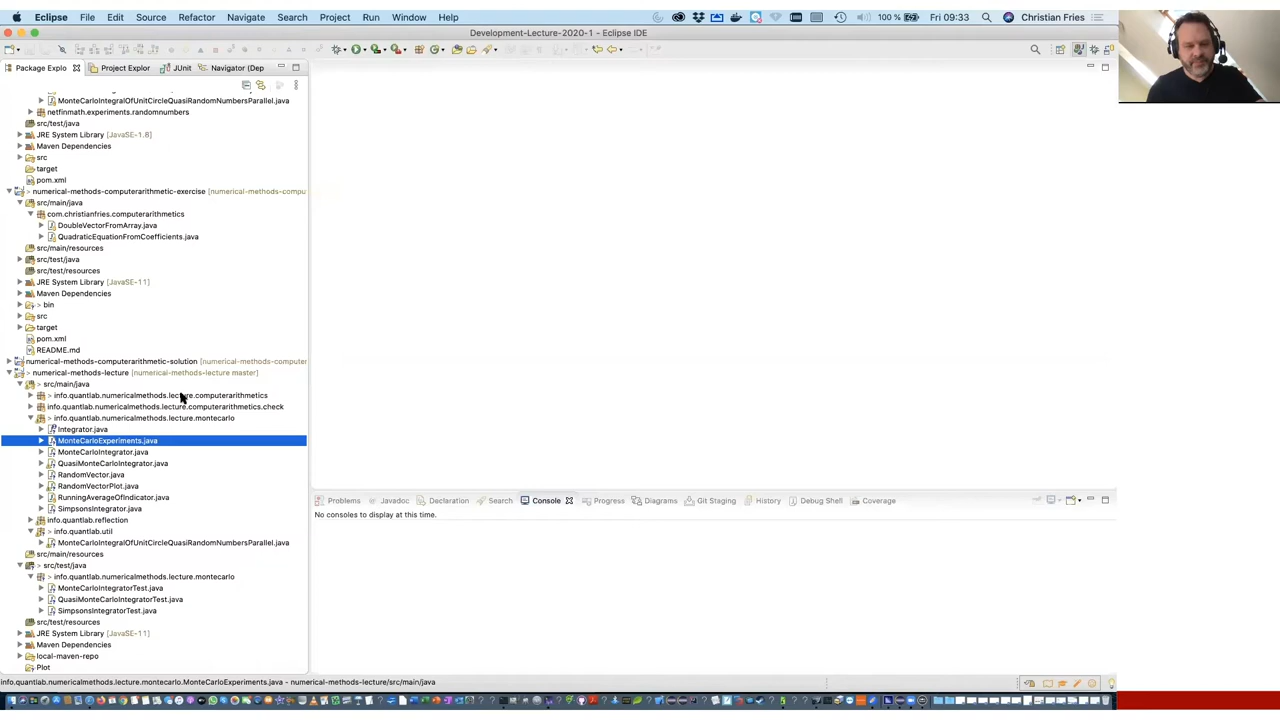 Eclipse File Edit Source Refactor Navigate Search Project Run Window Help 100 % Fri 09:33 Christian Fries
Development-Lecture-2020-1 - Eclipse IDE
Package Explo Project Explor JUnit Navigator (Dep
MonteCarloIntegralOfUnitCircleQuasiRandomNumbersParallel.java
netfinmath.experiments.randomnumbers
src/test/java
JRE System Library [JavaSE-1.8]
Maven Dependencies
src
target
pom.xml
> numerical-methods-computerarithmetic-exercise [numerical-methods-compu
src/main/java
com.christianfries.computerarithmetics
DoubleVectorFromArray.java
QuadraticEquationFromCoefficients.java
src/main/resources
src/test/java
src/test/resources
JRE System Library [JavaSE-11]
Maven Dependencies
> bin
src
target
pom.xml
README.md
numerical-methods-computerarithmetic-solution [numerical-methods-computer
> numerical-methods-lecture [numerical-methods-lecture master]
> src/main/java
> info.quantlab.numericalmethods.lecture.computerarithmetics
info.quantlab.numericalmethods.lecture.computerarithmetics.check
> info.quantlab.numericalmethods.lecture.montecarlo
Integrator.java
MonteCarloExperiments.java
MonteCarloIntegrator.java
QuasiMonteCarloIntegrator.java
RandomVector.java
RandomVectorPlot.java
RunningAverageOfIndicator.java
SimpsonsIntegrator.java
info.quantlab.reflection
> info.quantlab.util
MonteCarloIntegralOfUnitCircleQuasiRandomNumbersParallel.java
src/main/resources
> src/test/java
> info.quantlab.numericalmethods.lecture.montecarlo
MonteCarloIntegratorTest.java
QuasiMonteCarloIntegratorTest.java
SimpsonsIntegratorTest.java
src/test/resources
JRE System Library [JavaSE-11]
Maven Dependencies
local-maven-repo
Plot
Problems Javadoc Declaration Search Console Progress Diagrams Git Staging History Debug Shell Coverage
No consoles to display at this time.
info.quantlab.numericalmethods.lecture.montecarlo.MonteCarloExperiments.java - numerical-methods-lecture/src/main/java